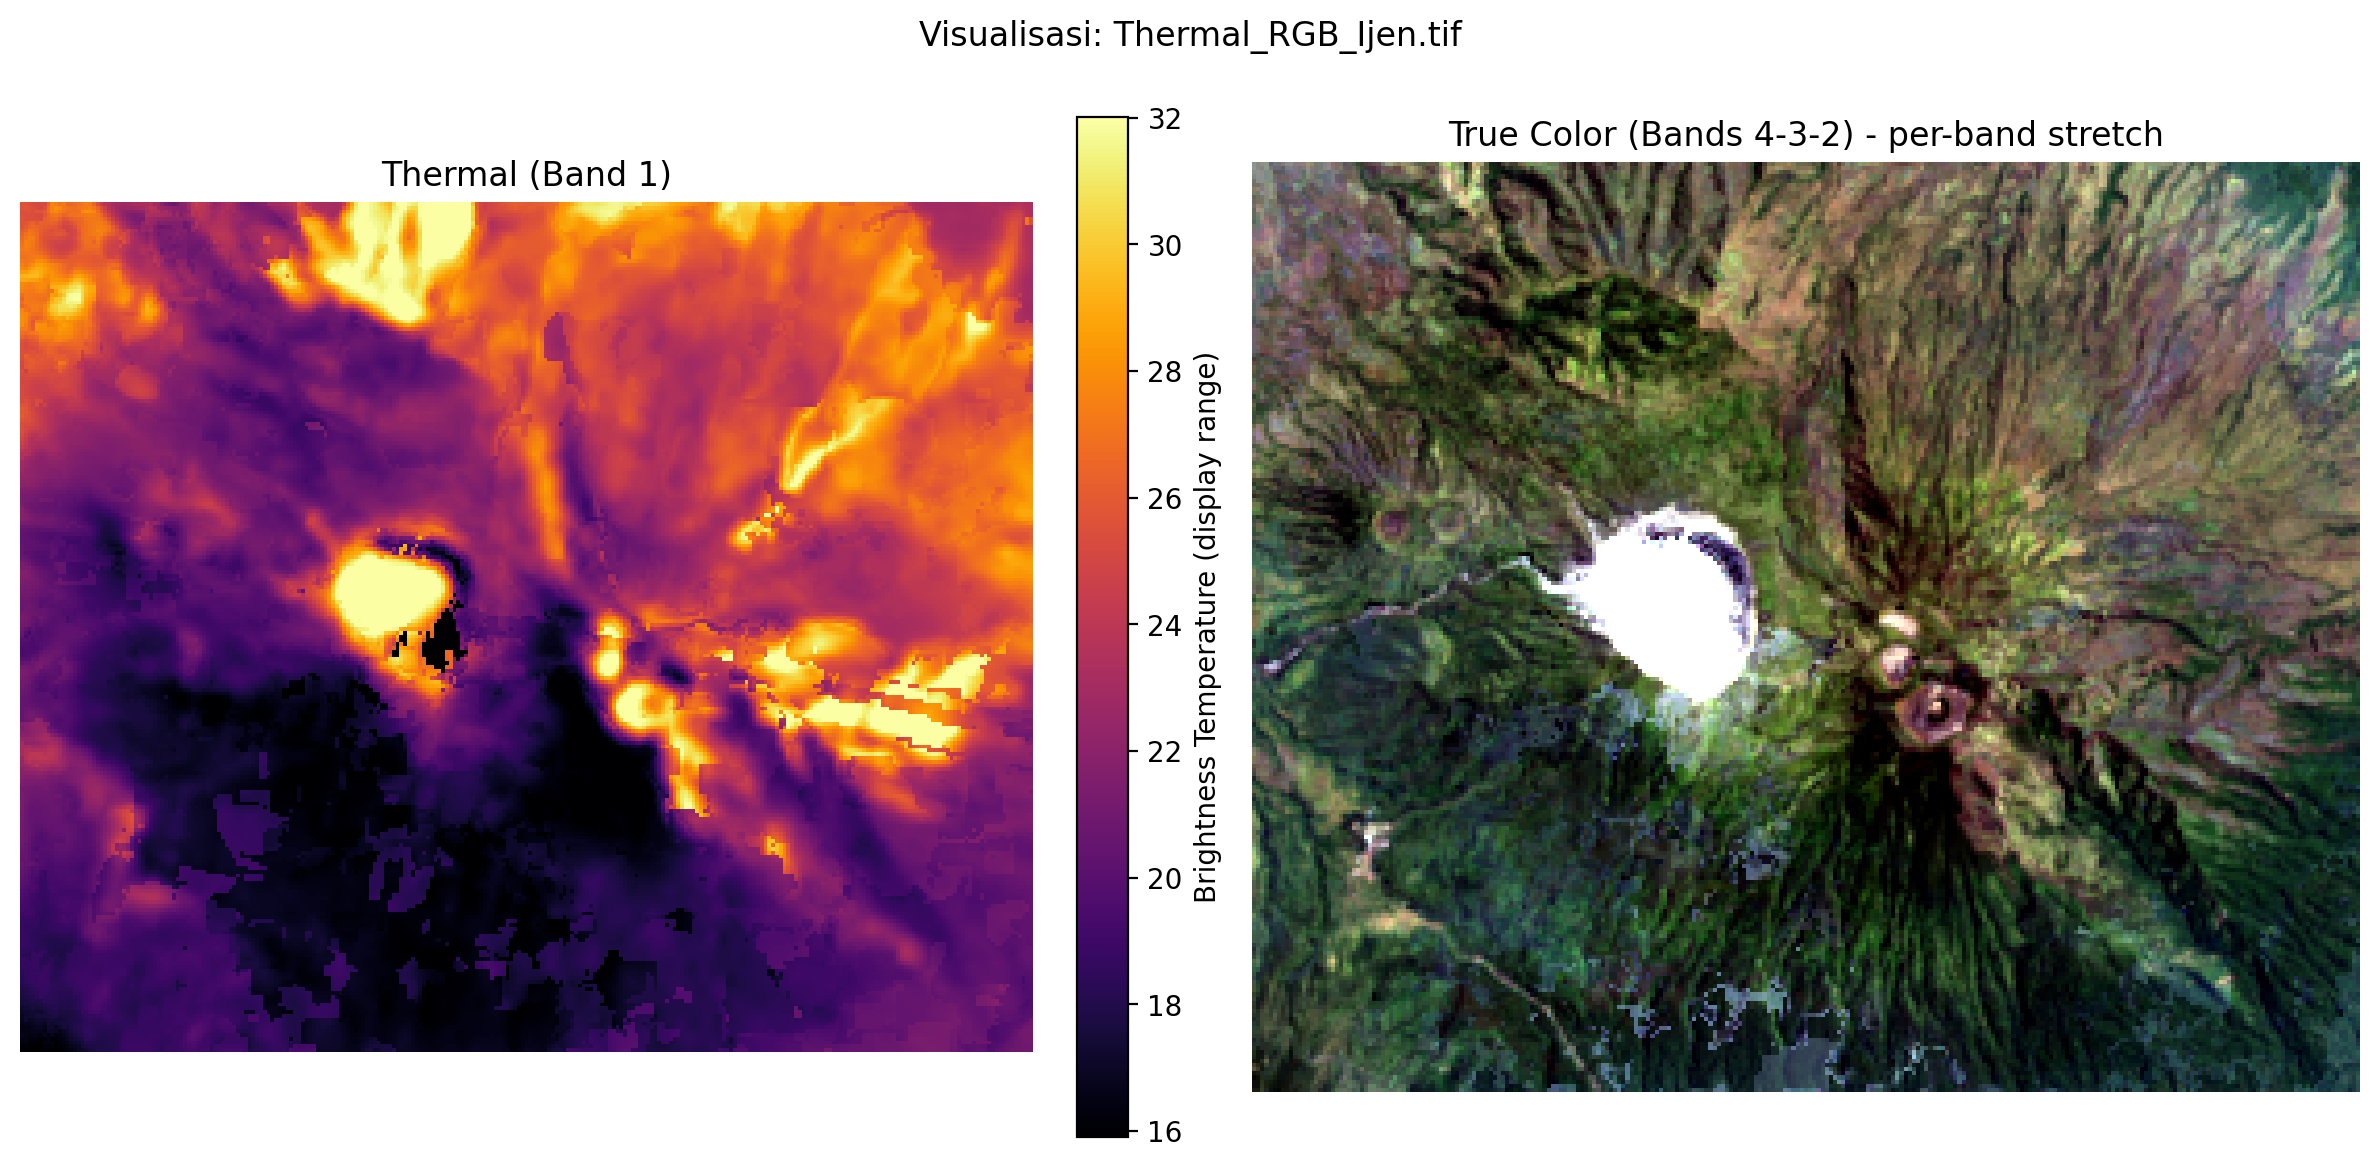 Visualisasi: Thermal_RGB_Ijen.tif
Thermal (Band 1)
32
30
28
26
24
22
20
18
16
Brightness Temperature (display range)
True Color (Bands 4-3-2) - per-band stretch